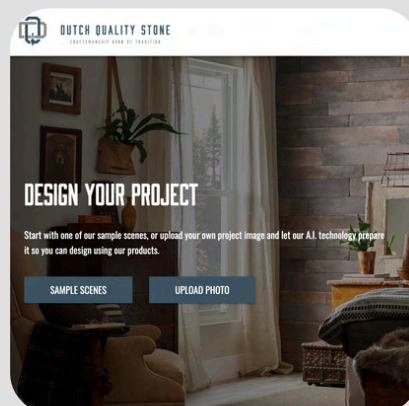 DUTCH QUALITY STONE
CRAFTSMANSHIP BORN OF TRADITION
DESIGN YOUR PROJECT
Start with one of our sample scenes, or upload your own project image and let our A.I. technology prepare
it so you can design using our products.
SAMPLE SCENES
UPLOAD PHOTO